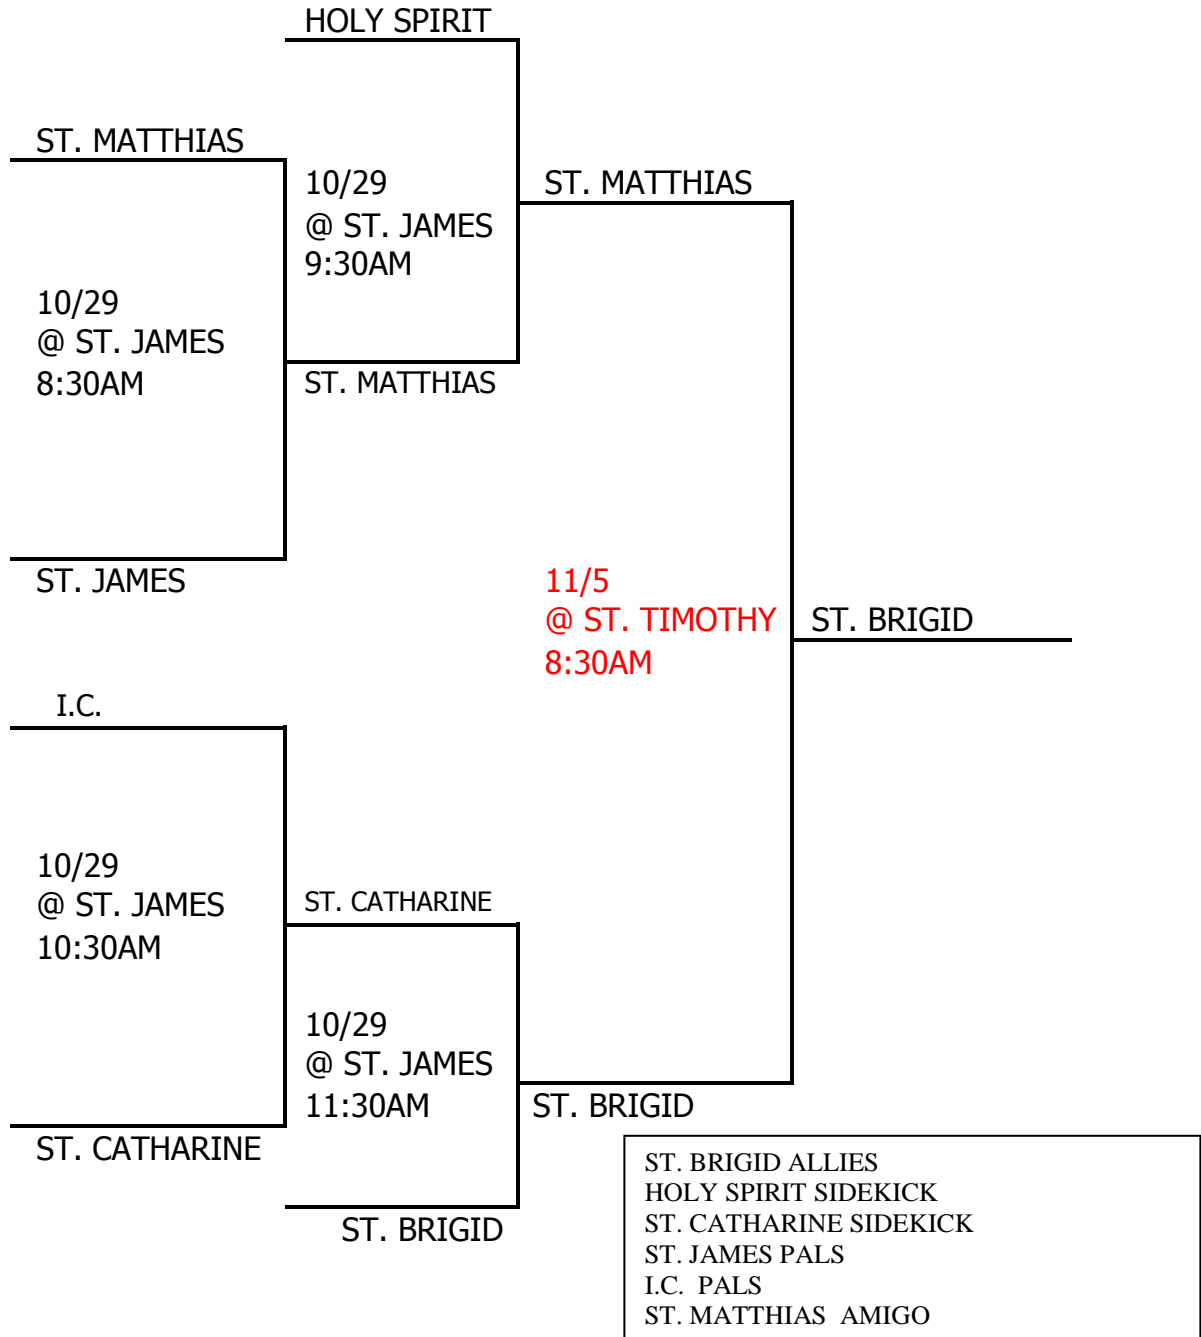 HOLY SPIRIT
ST. MATTHIAS
10/29
@ ST. JAMES
9:30AM
ST. MATTHIAS
10/29
@ ST. JAMES
8:30AM
ST. MATTHIAS
ST. JAMES
11/5
@ ST. TIMOTHY
8:30AM
ST. BRIGID
I.C.
10/29
@ ST. JAMES
10:30AM
ST. CATHARINE
10/29
@ ST. JAMES
11:30AM
ST. BRIGID
ST. CATHARINE
ST. BRIGID
ST. BRIGID ALLIES
HOLY SPIRIT SIDEKICK
ST. CATHARINE SIDEKICK
ST. JAMES PALS
I.C.  PALS
ST. MATTHIAS  AMIGO